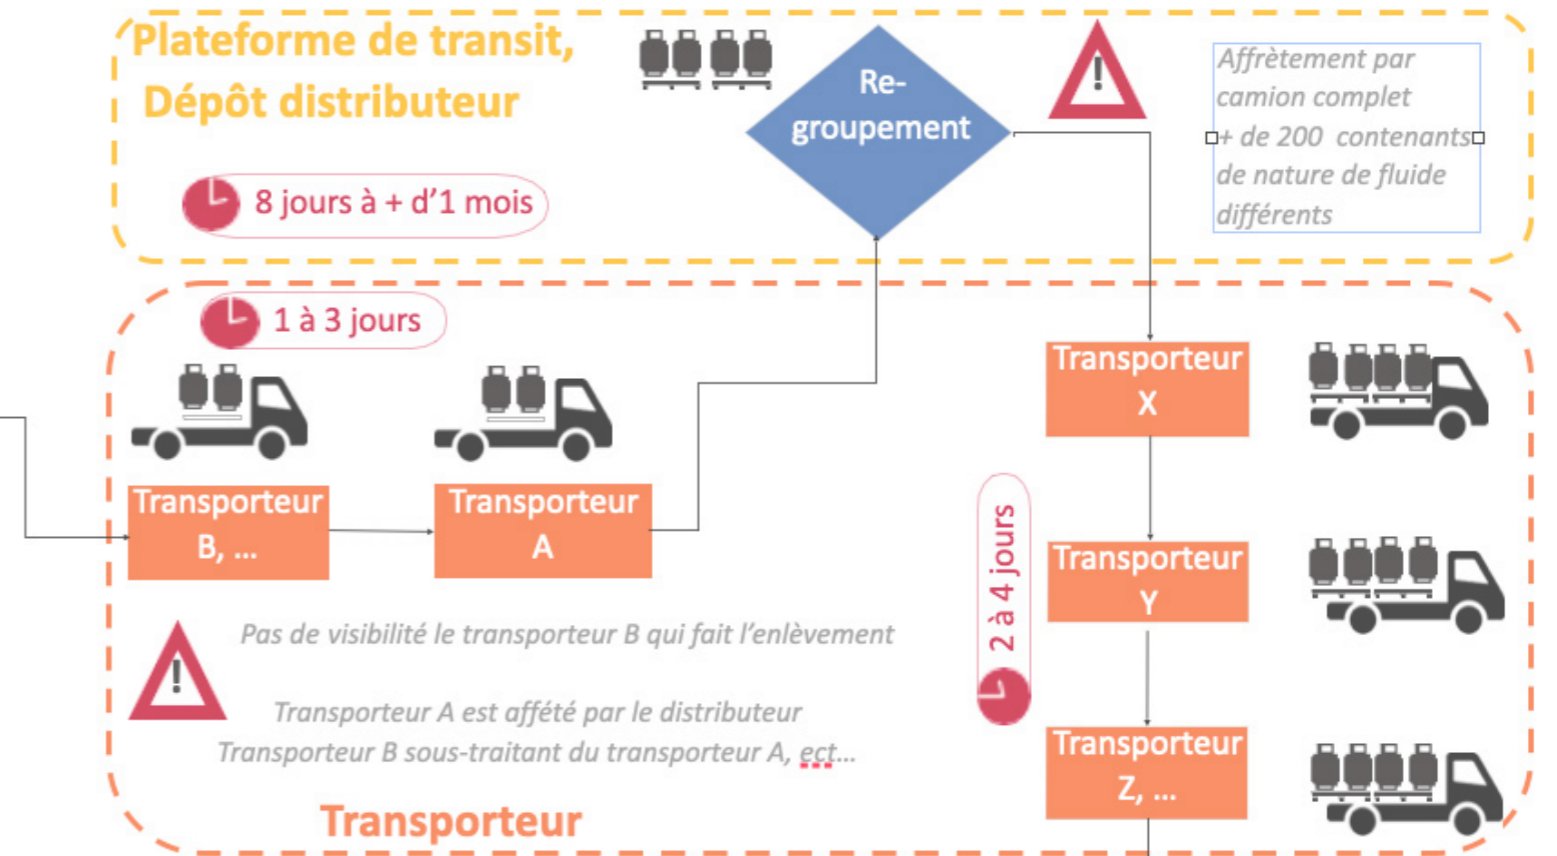 Plateforme de transit,
Dépôt distributeur
8 jours à + d'1 mois
Re-
groupement
!
Affrètement par
camion complet
+ de 200 contenants
de nature de fluide
différents
1 à 3 jours
Transporteur
B, ...
Transporteur
A
!
Pas de visibilité le transporteur B qui fait l'enlèvement
Transporteur A est affété par le distributeur
Transporteur B sous-traitant du transporteur A, ect...
Transporteur
2 à 4 jours
Transporteur
X
Transporteur
Y
Transporteur
Z, ...